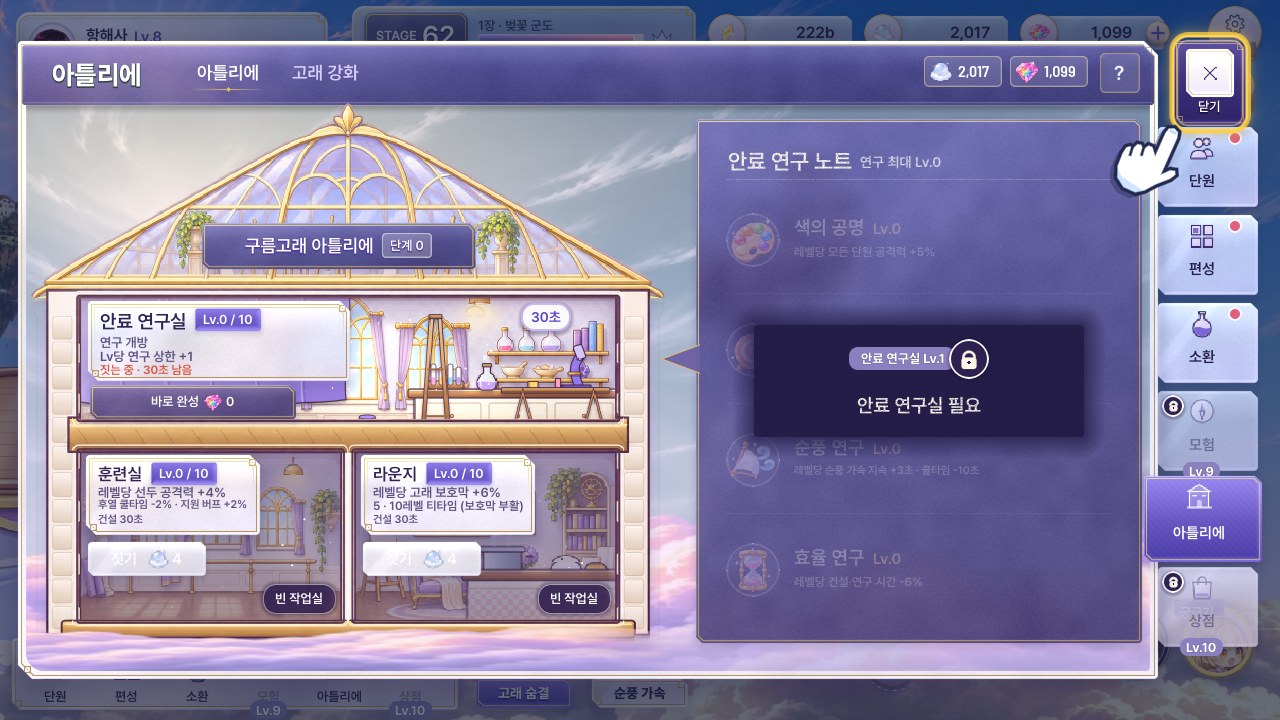 항해사 Lv.8
STAGE 62
1장 · 벚꽃 군도
222b
2,017
1,099
아틀리에
아틀리에
고래 강화
2,017
1,099
?
닫기
구름고래 아틀리에 단계 0
안료 연구실 Lv.0 / 10
연구 개방
Lv당 연구 상한 +1
짓는 중 · 30초 남음
바로 완성 0
30초
훈련실 Lv.0 / 10
레벨당 선두 공격력 +4%
후열 쿨타임 -2% · 지원 버프 +2%
건설 30초
짓기 4
빈 작업실
라운지 Lv.0 / 10
레벨당 고래 보호막 +6%
5 · 10레벨 티타임 (보호막 부활)
건설 30초
짓기 4
빈 작업실
안료 연구 노트 연구 최대 Lv.0
색의 공명 Lv.0
레벨당 모든 단원 공격력 +5%
안료 연구실 Lv.1
안료 연구실 필요
순풍 연구 Lv.0
레벨당 순풍 가속 지속 +3초 · 쿨타임 -10초
효율 연구 Lv.0
레벨당 건설·연구 시간 -6%
단원
편성
소환
모험
Lv.9
아틀리에
상점
Lv.10
단원
편성
소환
모험
Lv.9
아틀리에
상점
Lv.10
고래 숨결
순풍 가속